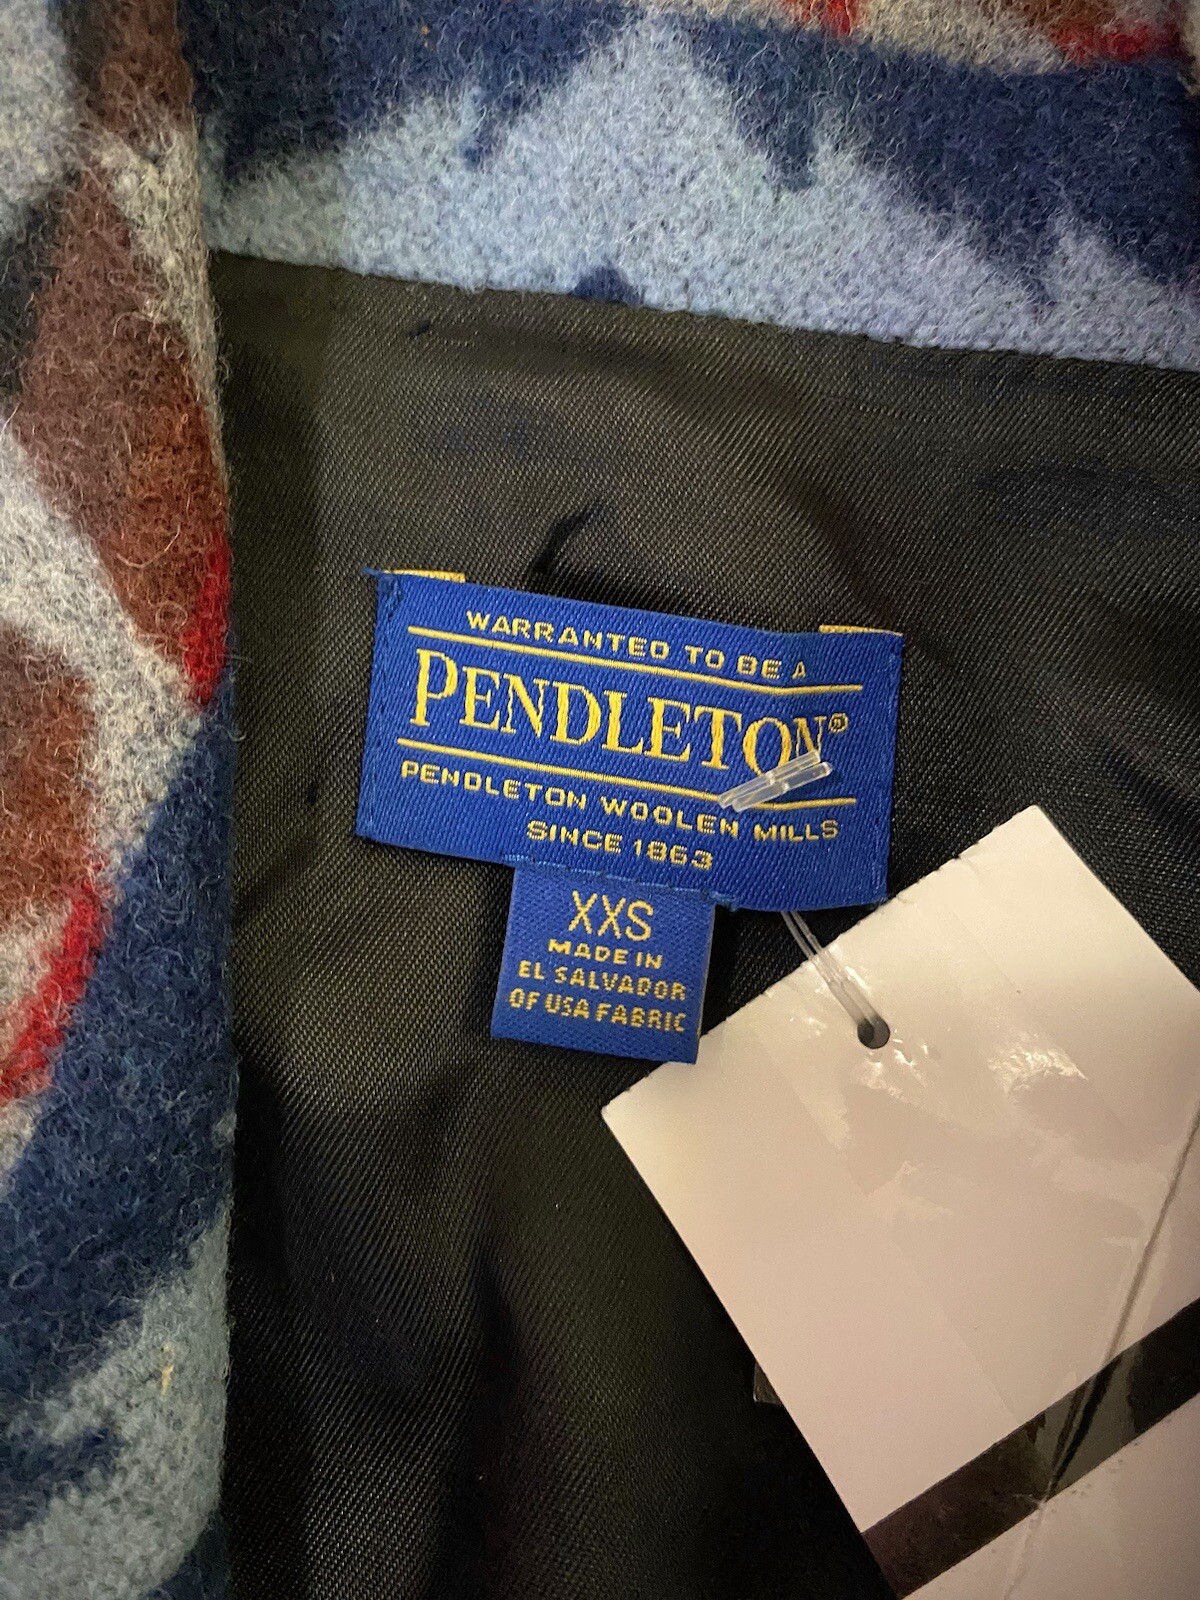 WARRANTED TO BE A
PENDLETON®
PENDLETON WOOLEN MILLS
SINCE 1863
XXS
MADE IN
EL SALVADOR
OF USA FABRIC